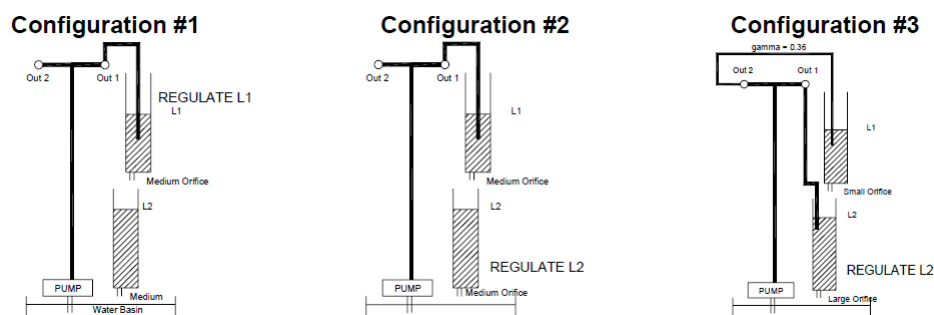 Configuration #1
Out 2
Out 1
REGULATE L1
L1
Medium Orifice
L2
PUMP
Medium
Water Basin
Configuration #2
Out 2
Out 1
L1
Medium Orifice
L2
REGULATE L2
PUMP
Medium Orifice
Configuration #3
gamma = 0.36
Out 2
Out 1
L1
Small Orifice
L2
REGULATE L2
PUMP
Large Orifice